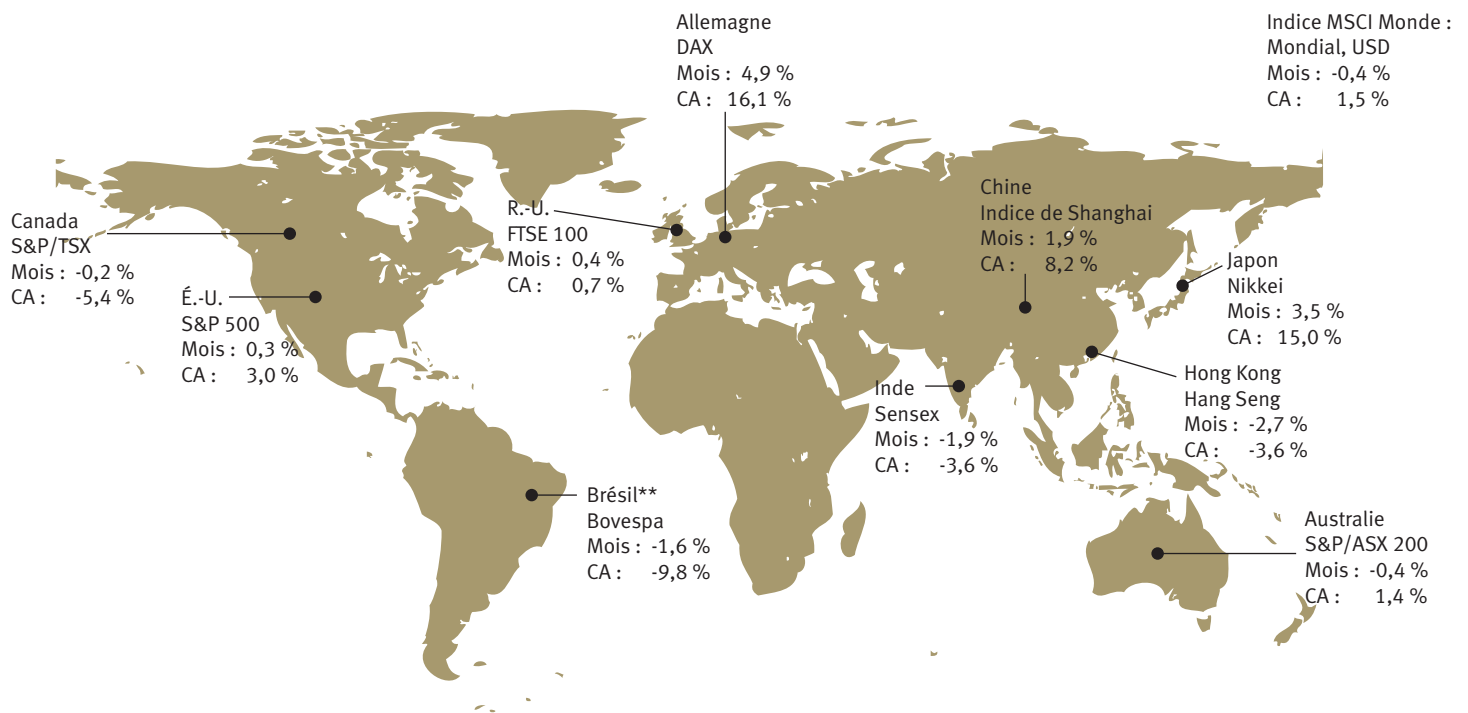 Allemagne
DAX
Mois : 4,9 %
CA : 16,1 %
Indice MSCI Monde :
Mondial, USD
Mois : -0,4 %
CA : 1,5 %
Canada
S&P/TSX
Mois : -0,2 %
CA : -5,4 %
É.-U.
S&P 500
Mois : 0,3 %
CA : 3,0 %
R.-U.
FTSE 100
Mois : 0,4 %
CA : 0,7 %
Chine
Indice de Shanghai
Mois : 1,9 %
CA : 8,2 %
Japon
Nikkei
Mois : 3,5 %
CA : 15,0 %
Hong Kong
Hang Seng
Mois : -2,7 %
CA : -3,6 %
Inde
Sensex
Mois : -1,9 %
CA : -3,6 %
Brésil**
Bovespa
Mois : -1,6 %
CA : -9,8 %
Australie
S&P/ASX 200
Mois : -0,4 %
CA : 1,4 %